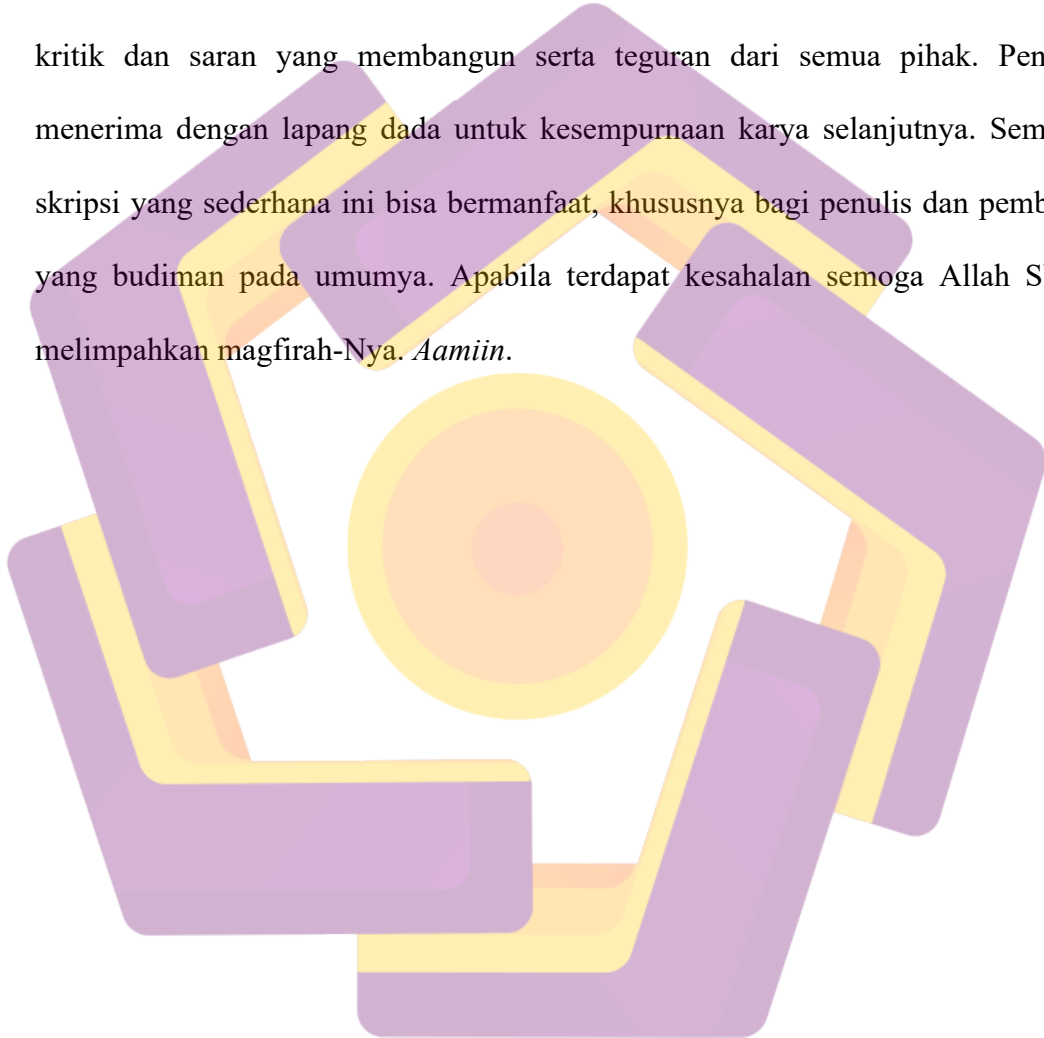 kritik dan saran yang membangun serta teguran dari semua pihak. Pen
menerima dengan lapang dada untuk kesempurnaan karya selanjutnya. Sem
skripsi yang sederhana ini bisa bermanfaat, khususnya bagi penulis dan pemb
yang budiman pada umumya. Apabila terdapat kesahalan semoga Allah S
melimpahkan magfirah-Nya. Aamiin.